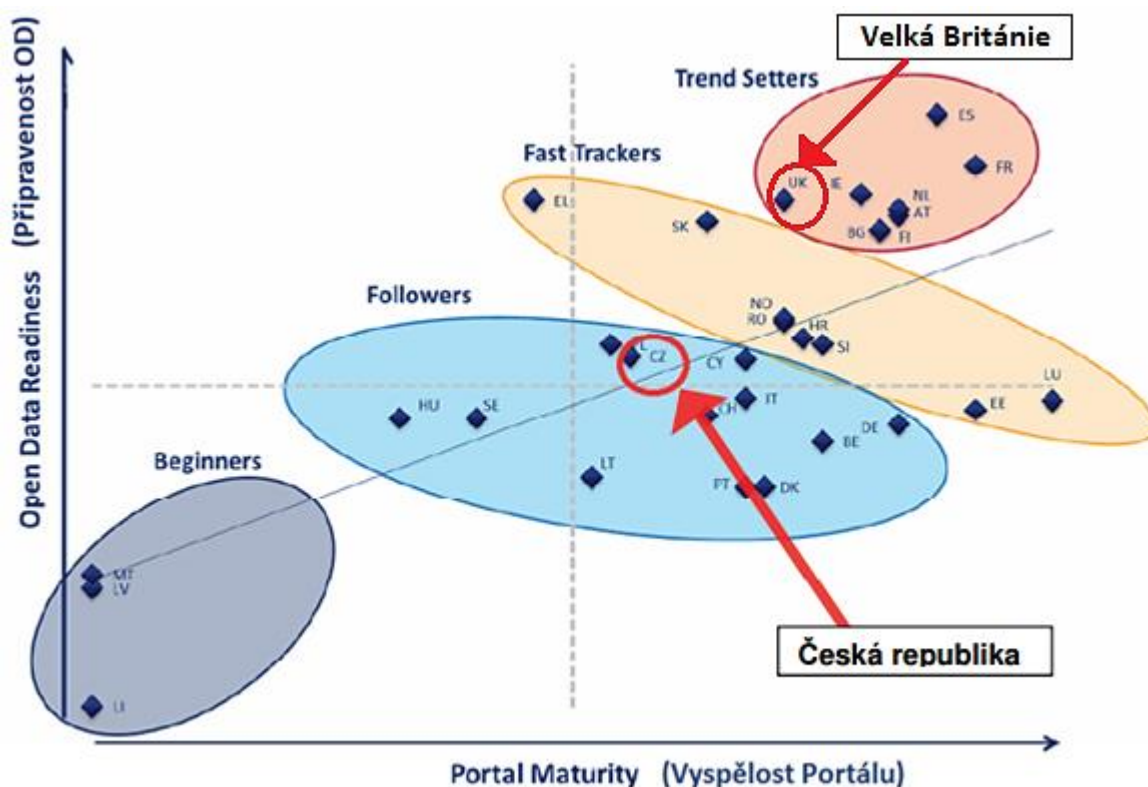 Velká Británie
Trend Setters
Fast Trackers
Followers
Beginners
ES
FR
UK
IE
NL
AT
BG
FI
EL
SK
NO
RO
HR
SI
CZ
CY
LU
HU
SE
CH
IT
EE
DE
BE
LT
PT
DK
MT
LV
LI
Česká republika
Open Data Readiness (Připravenost OD)
Portal Maturity (Vyspělost Portálu)